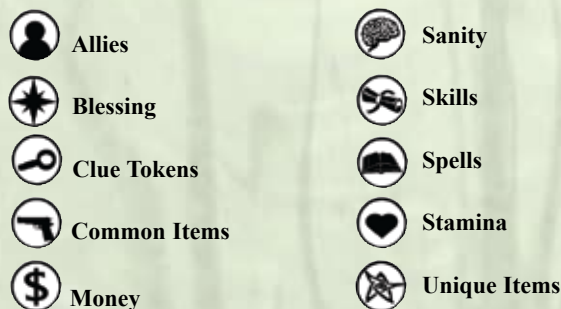 Allies
Blessing
Clue Tokens
Common Items
$ Money
Sanity
Skills
Spells
Stamina
Unique Items